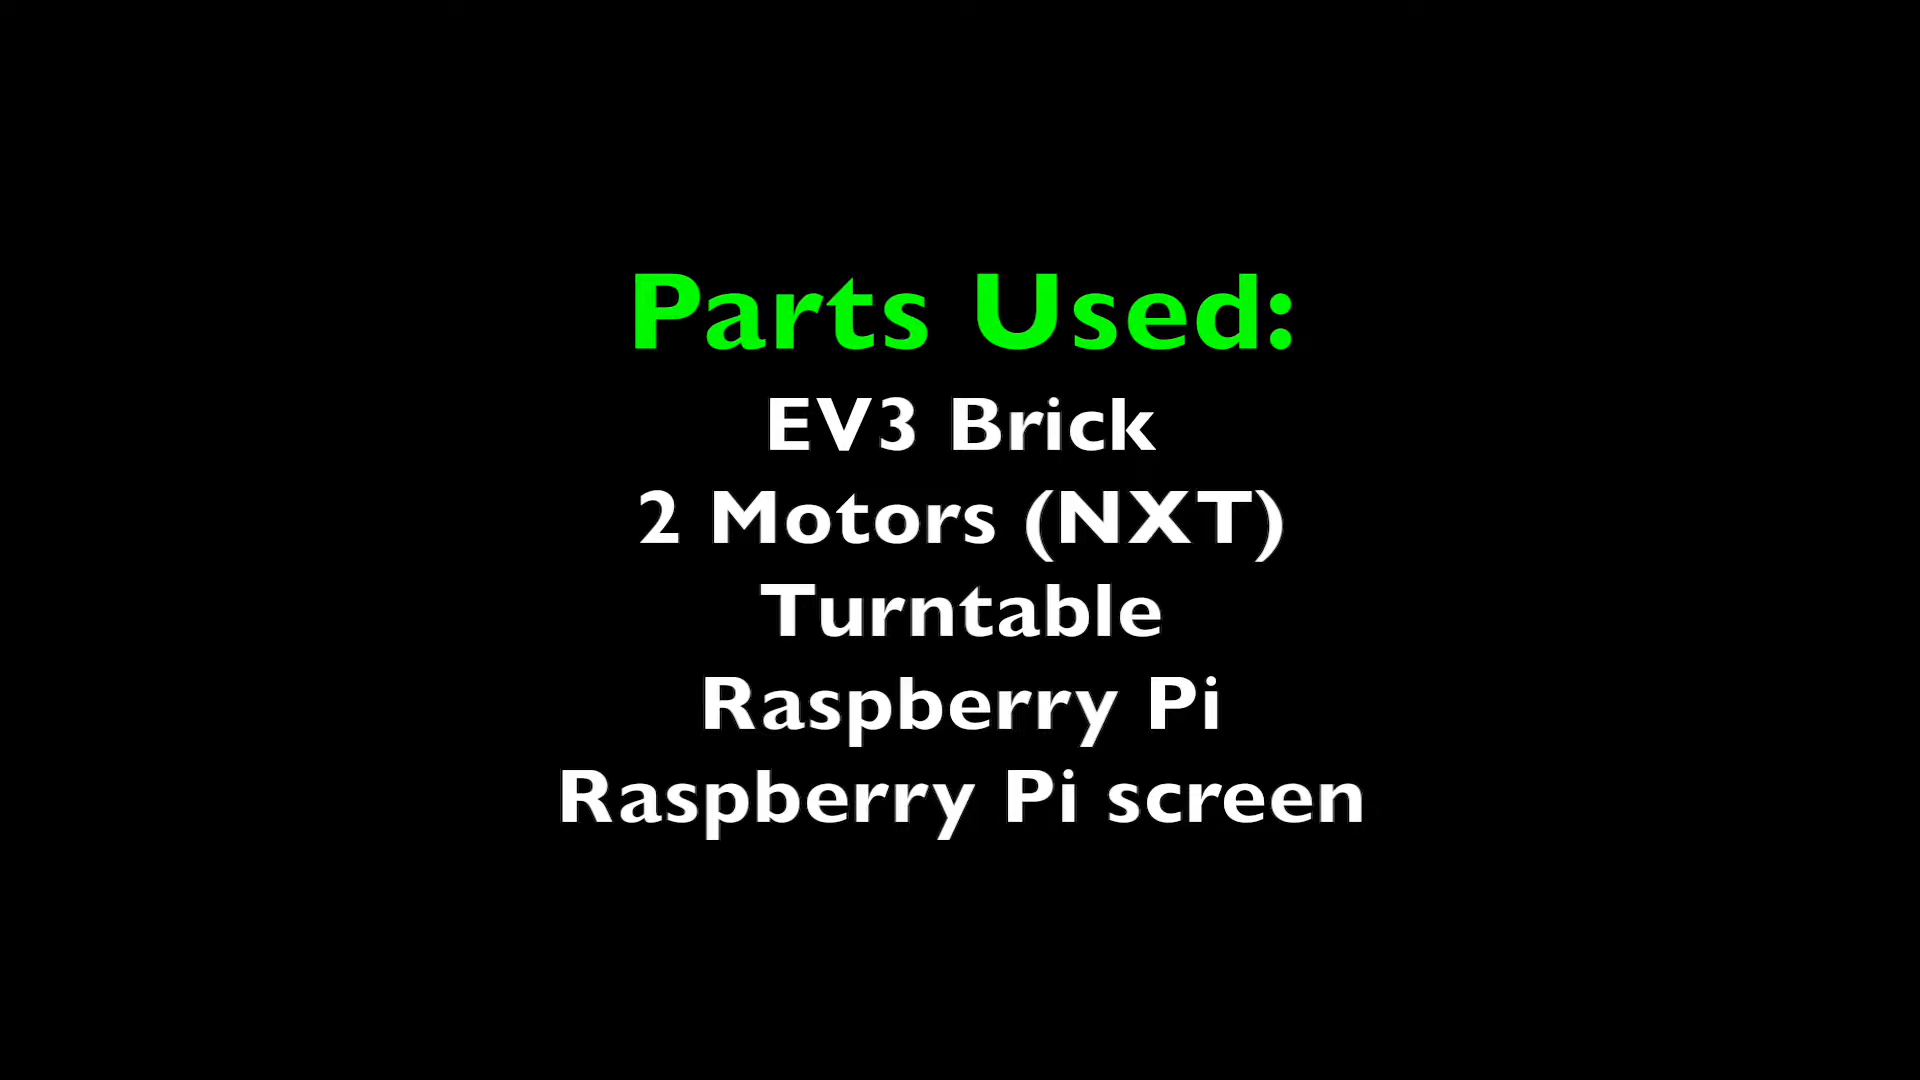 Parts Used:
EV3 Brick
2 Motors (NXT)
Turntable
Raspberry Pi
Raspberry Pi screen